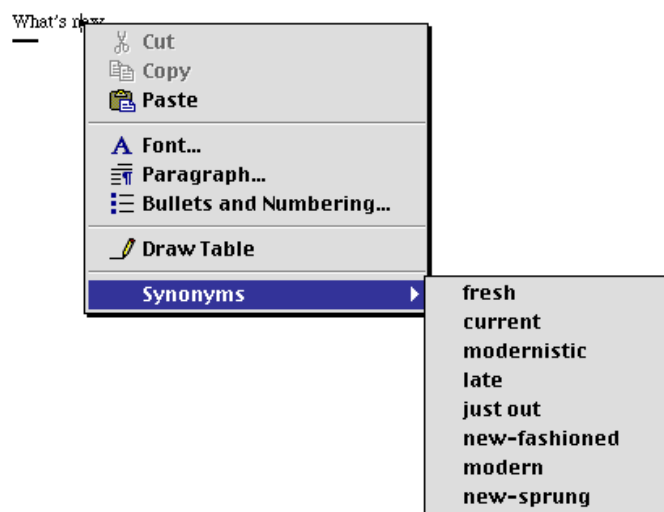 What's new
Cut
Copy
Paste
Font...
Paragraph...
Bullets and Numbering...
Draw Table
Synonyms
fresh
current
modernistic
late
just out
new-fashioned
modern
new-sprung